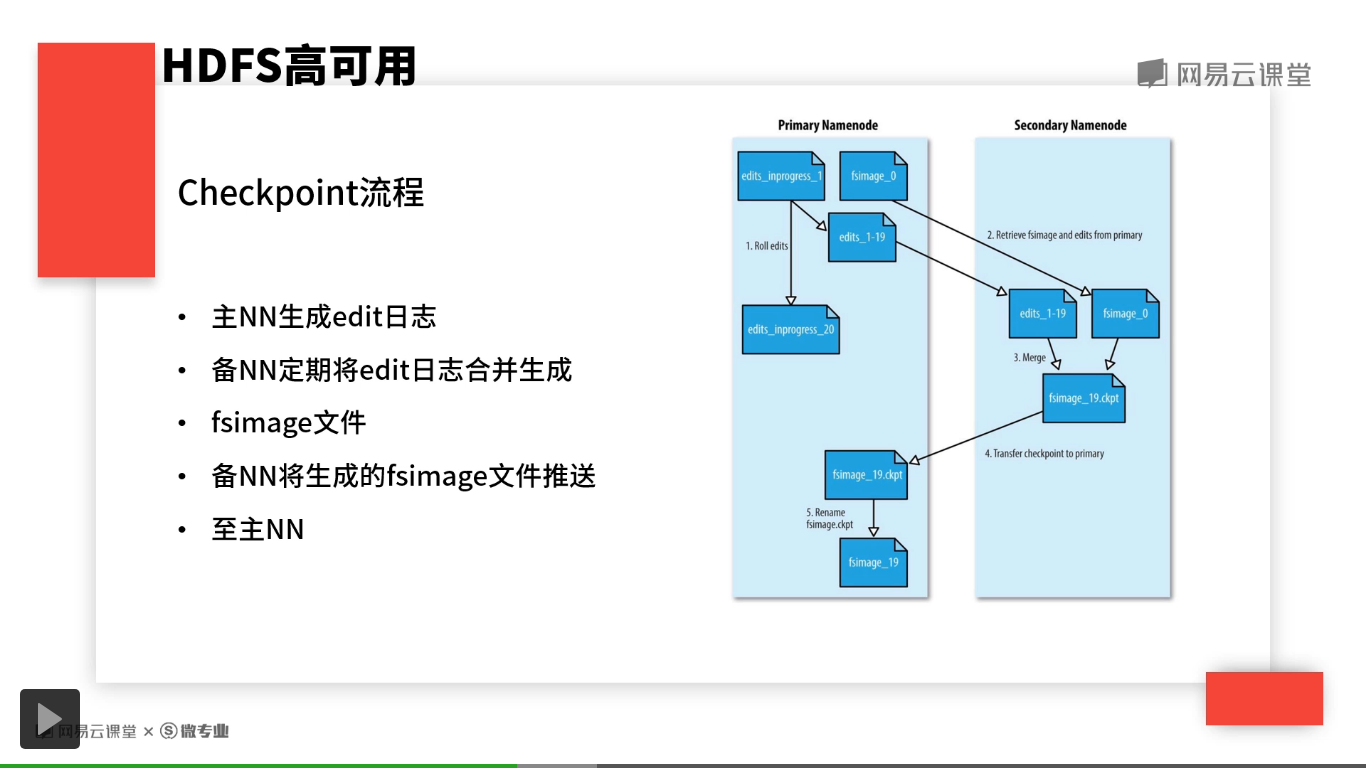 HDFS高可用
网易云课堂
Checkpoint流程
• 主NN生成edit日志
• 备NN定期将edit日志合并生成
• fsimage文件
• 备NN将生成的fsimage文件推送
• 至主NN
Primary Namenode
Secondary Namenode
edits_inprogress_1
fsimage_0
edits_1-19
1. Roll edits
2. Retrieve fsimage and edits from primary
edits_inprogress_20
edits_1-19
fsimage_0
3. Merge
fsimage_19.ckpt
4. Transfer checkpoint to primary
fsimage_19.ckpt
5. Rename
fsimage.ckpt
fsimage_19
网易云课堂 × Ⓢ微专业